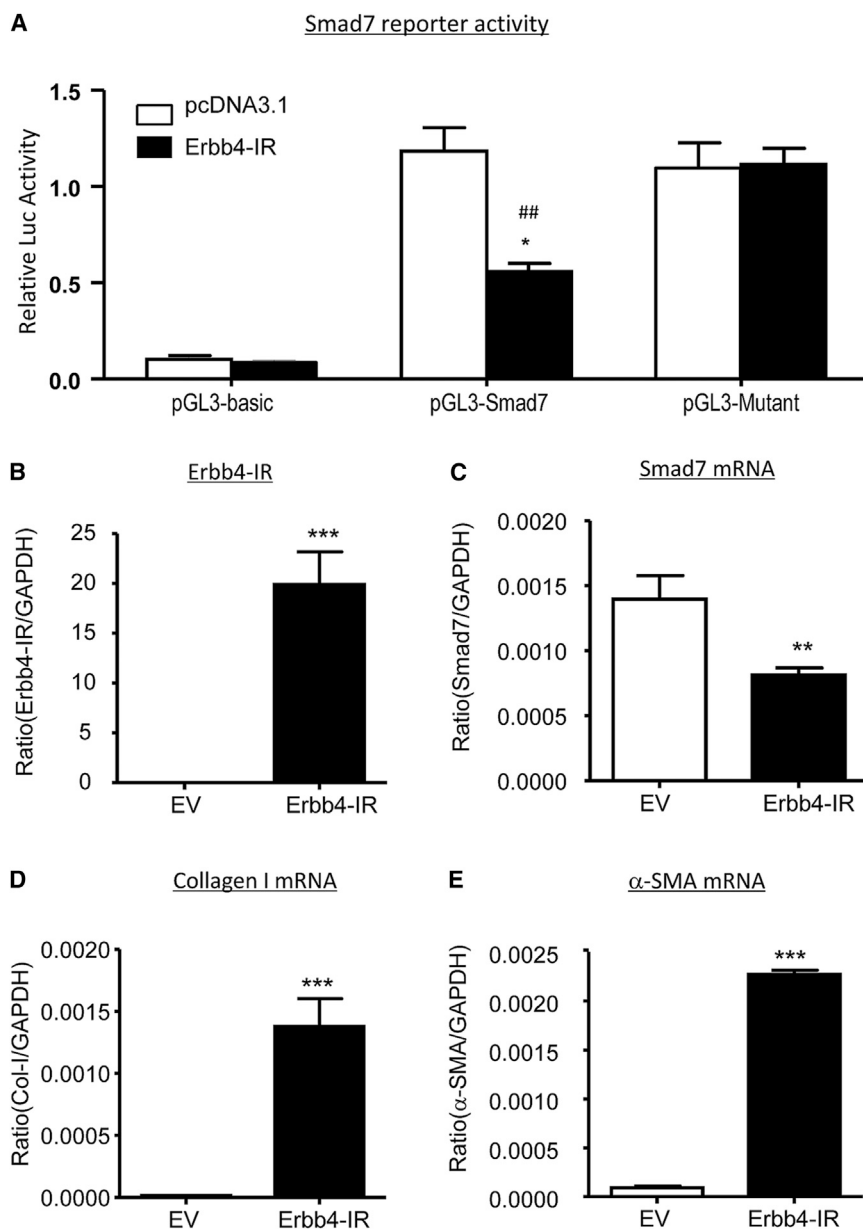 A
Smad7 reporter activity
Relative Luc Activity
1.5
1.0
0.5
0.0
pcDNA3.1
Erbb4-IR
##
*
pGL3-basic
pGL3-Smad7
pGL3-Mutant
B
Erbb4-IR
Ratio(Erbb4-IR/GAPDH)
25
20
15
10
5
0
***
EV
Erbb4-IR
C
Smad7 mRNA
Ratio(Smad7/GAPDH)
0.0020
0.0015
0.0010
0.0005
0.0000
**
EV
Erbb4-IR
D
Collagen I mRNA
Ratio(Col-I/GAPDH)
0.0020
0.0015
0.0010
0.0005
0.0000
***
EV
Erbb4-IR
E
α-SMA mRNA
Ratio(α-SMA/GAPDH)
0.0025
0.0020
0.0015
0.0010
0.0005
0.0000
***
EV
Erbb4-IR